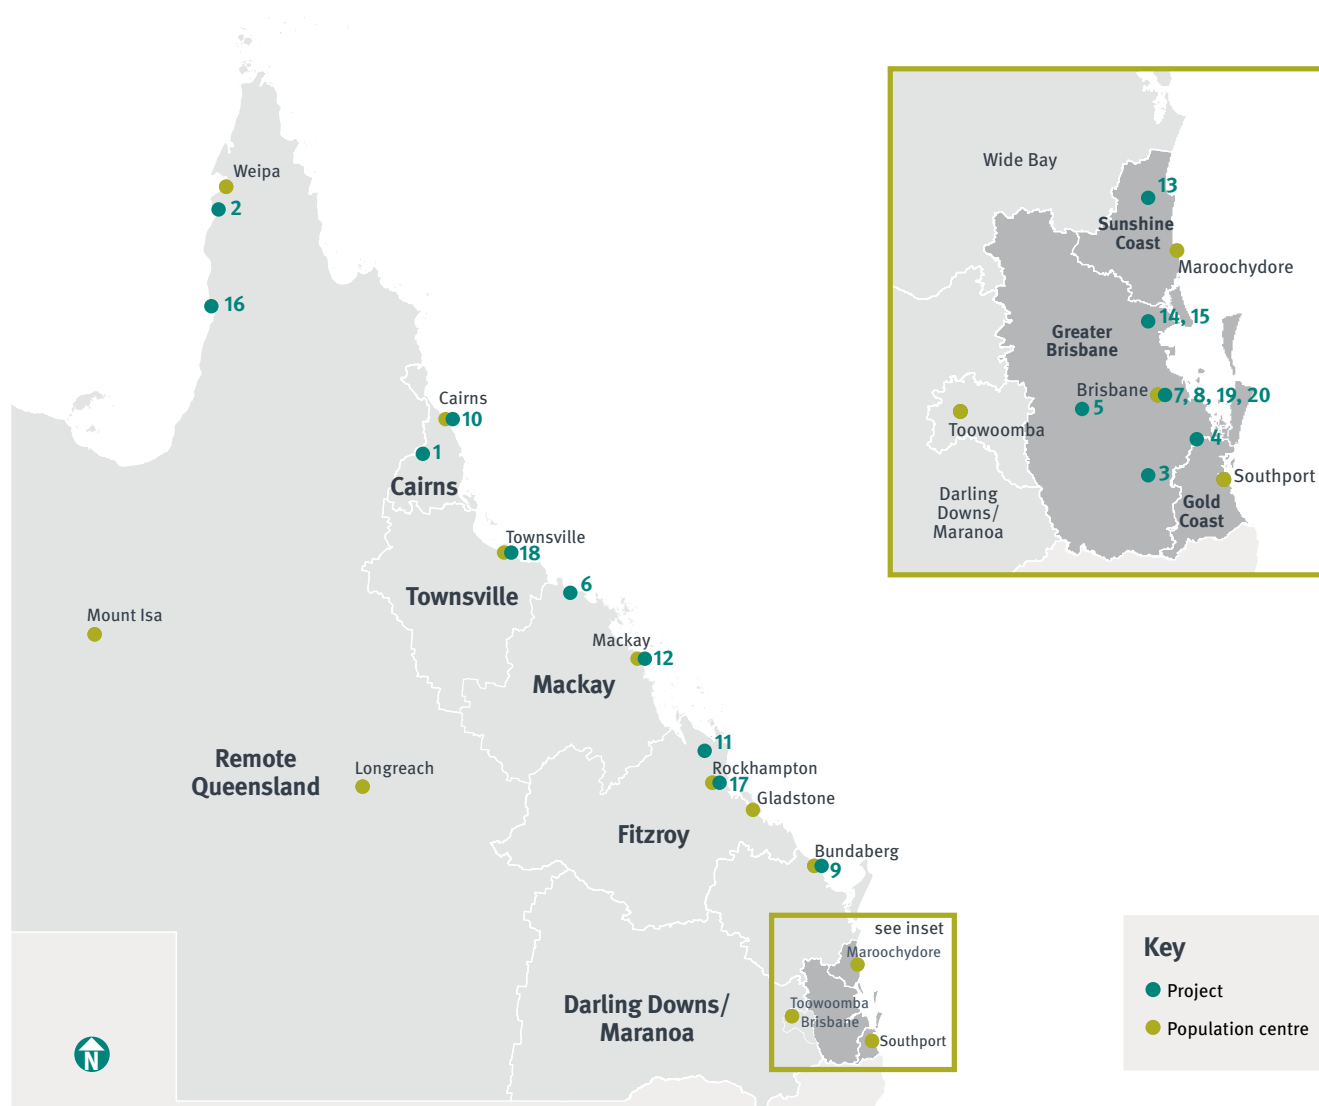 Weipa
2
16
Cairns
10
1
Cairns
Townsville
18
Townsville
6
Mount Isa
Mackay
12
Mackay
11
Remote
Queensland
Longreach
Rockhampton
17
Gladstone
Fitzroy
Bundaberg
9
see inset
Maroochydore
Toowoomba
Brisbane
Southport
Darling Downs/
Maranoa
N
Wide Bay
13
Sunshine
Coast
Maroochydore
14, 15
Greater
Brisbane
Brisbane
7, 8, 19, 20
5
Toowoomba
4
3
Southport
Darling
Downs/
Maranoa
Gold
Coast
Key
Project
Population centre